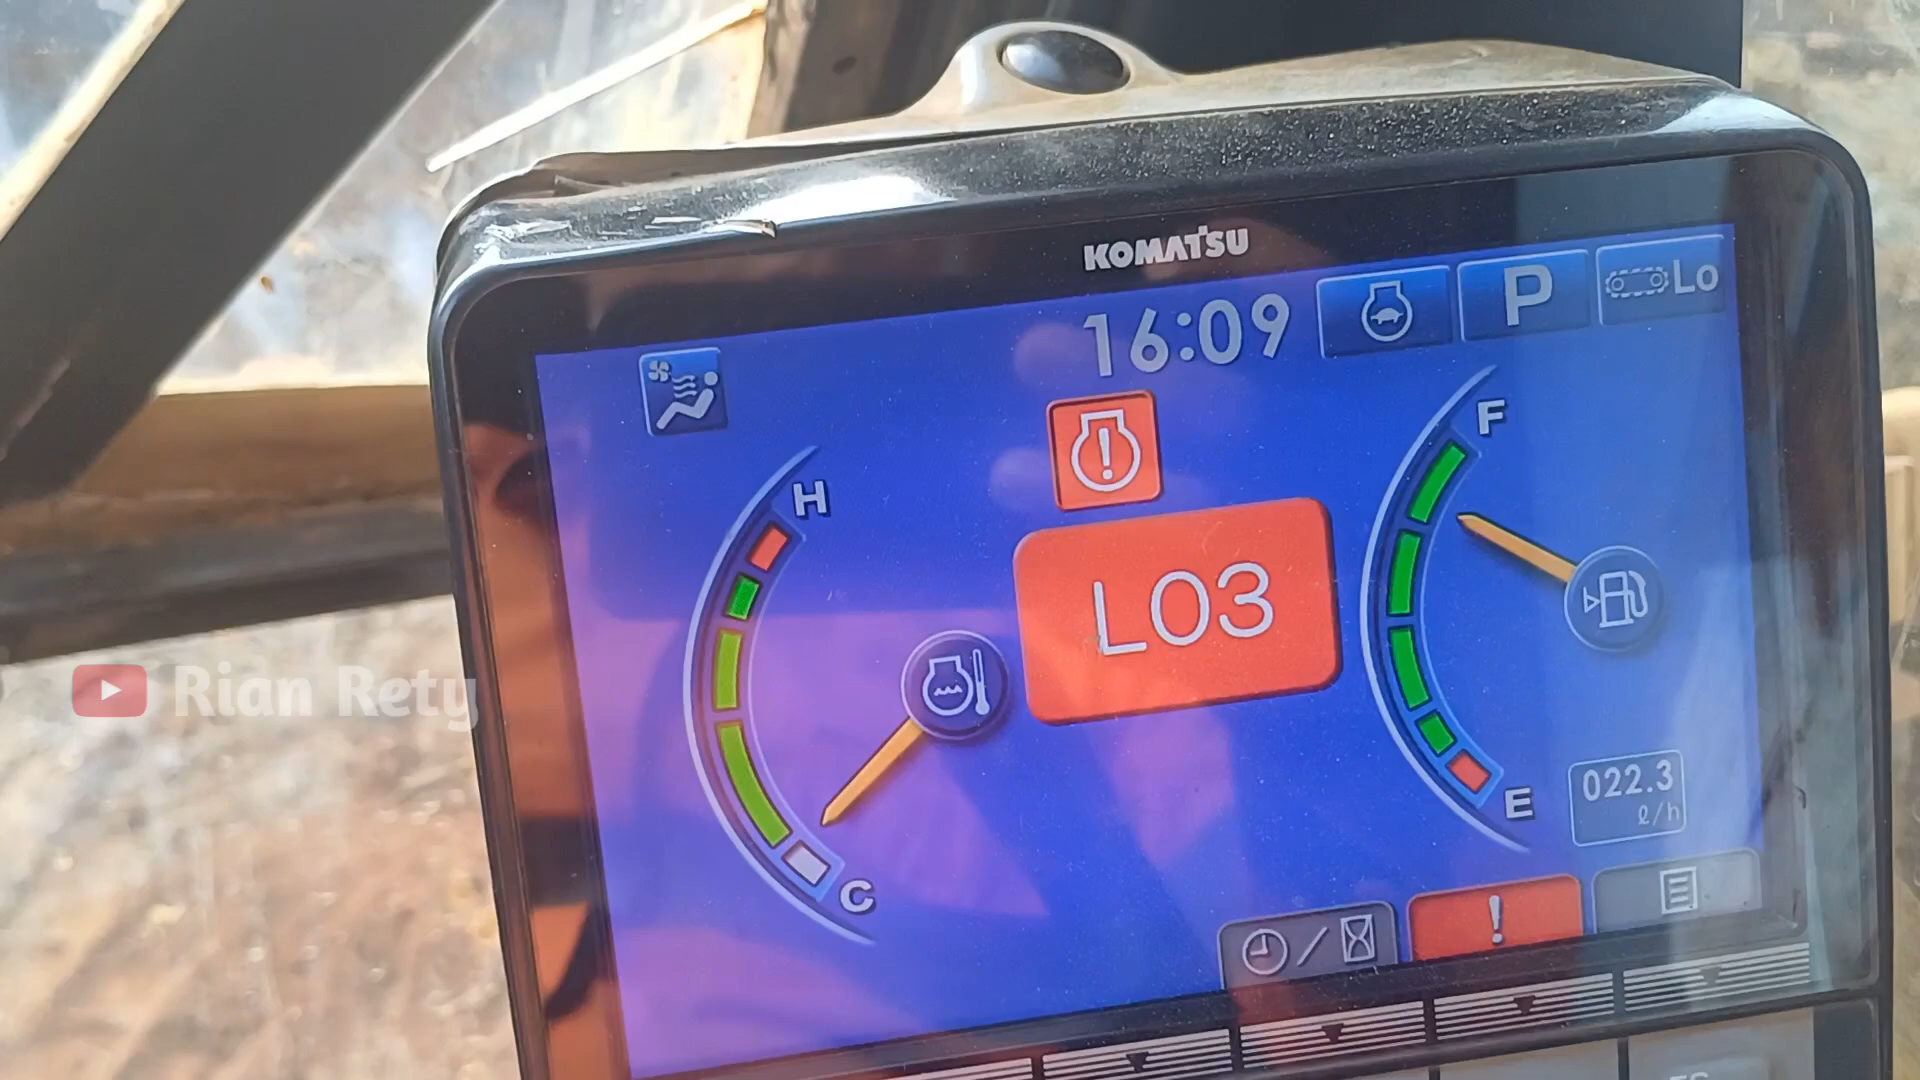 KOMATSU
16:09
P
Lo
H
F
L03
Rian Rety
022.3
ℓ/h
E
C
!